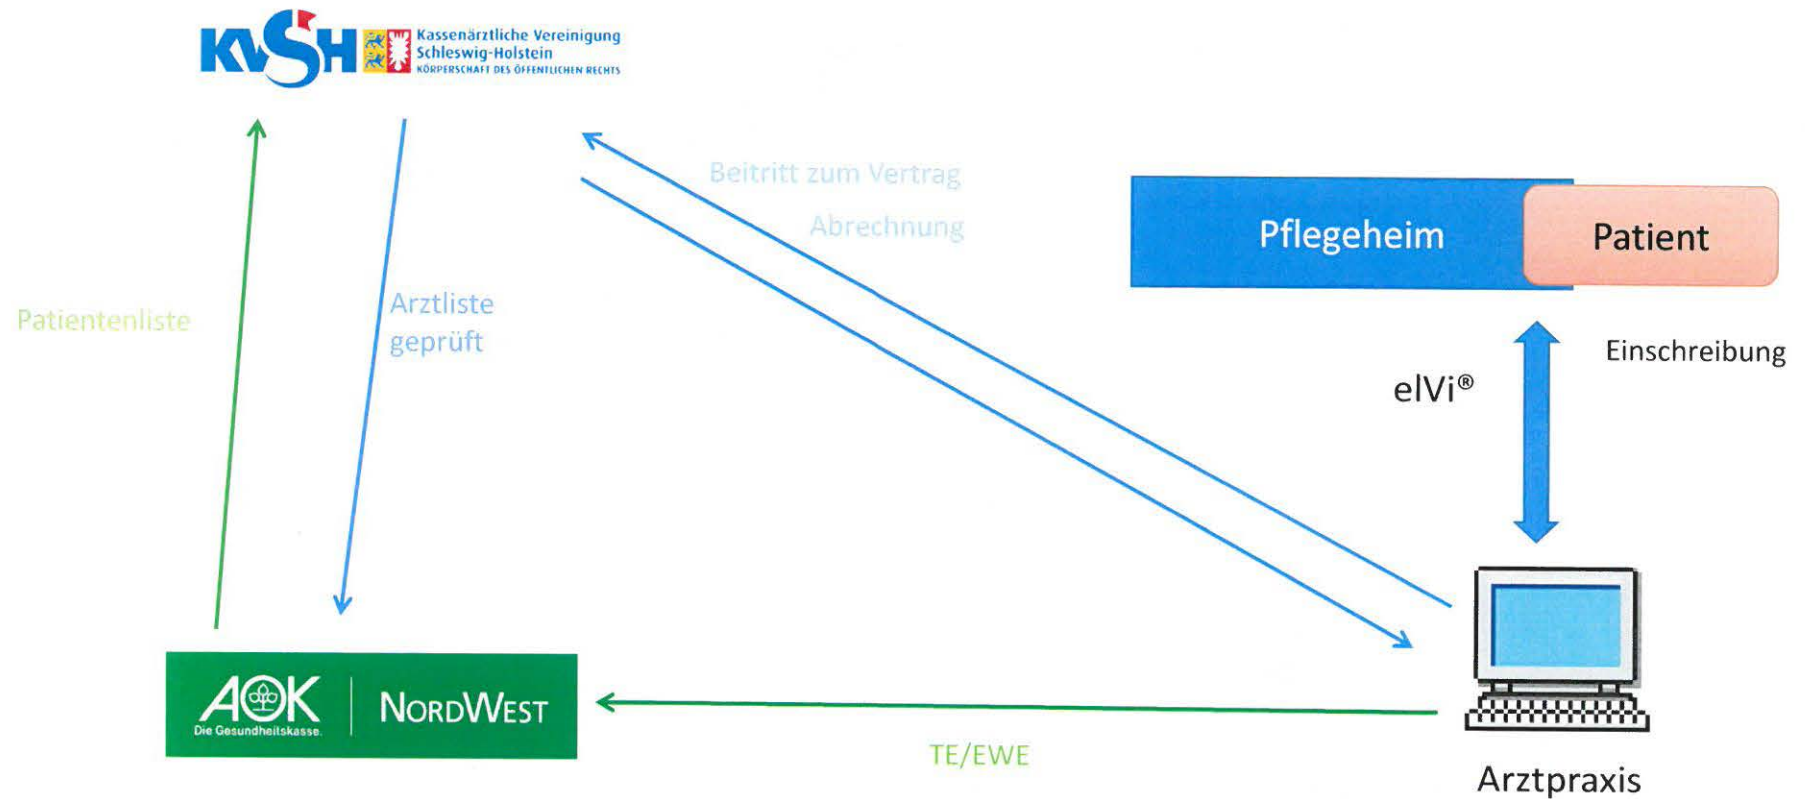 KVSH
Kassenärztliche Vereinigung
Schleswig-Holstein
KÖRPERSCHAFT DES ÖFFENTLICHEN RECHTS
Beitritt zum Vertrag
Abrechnung
Pflegeheim
Patient
Patientenliste
Arztliste
geprüft
Einschreibung
elVi®
AOK
Die Gesundheitskasse.
NORDWEST
TE/EWE
Arztpraxis